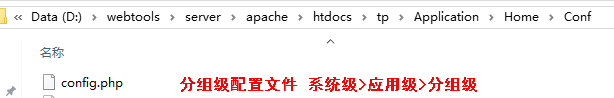 « Data (D:) > webtools > server > apache > htdocs > tp > Application > Home > Conf
名称
config.php 分组级配置文件 系统级>应用级>分组级